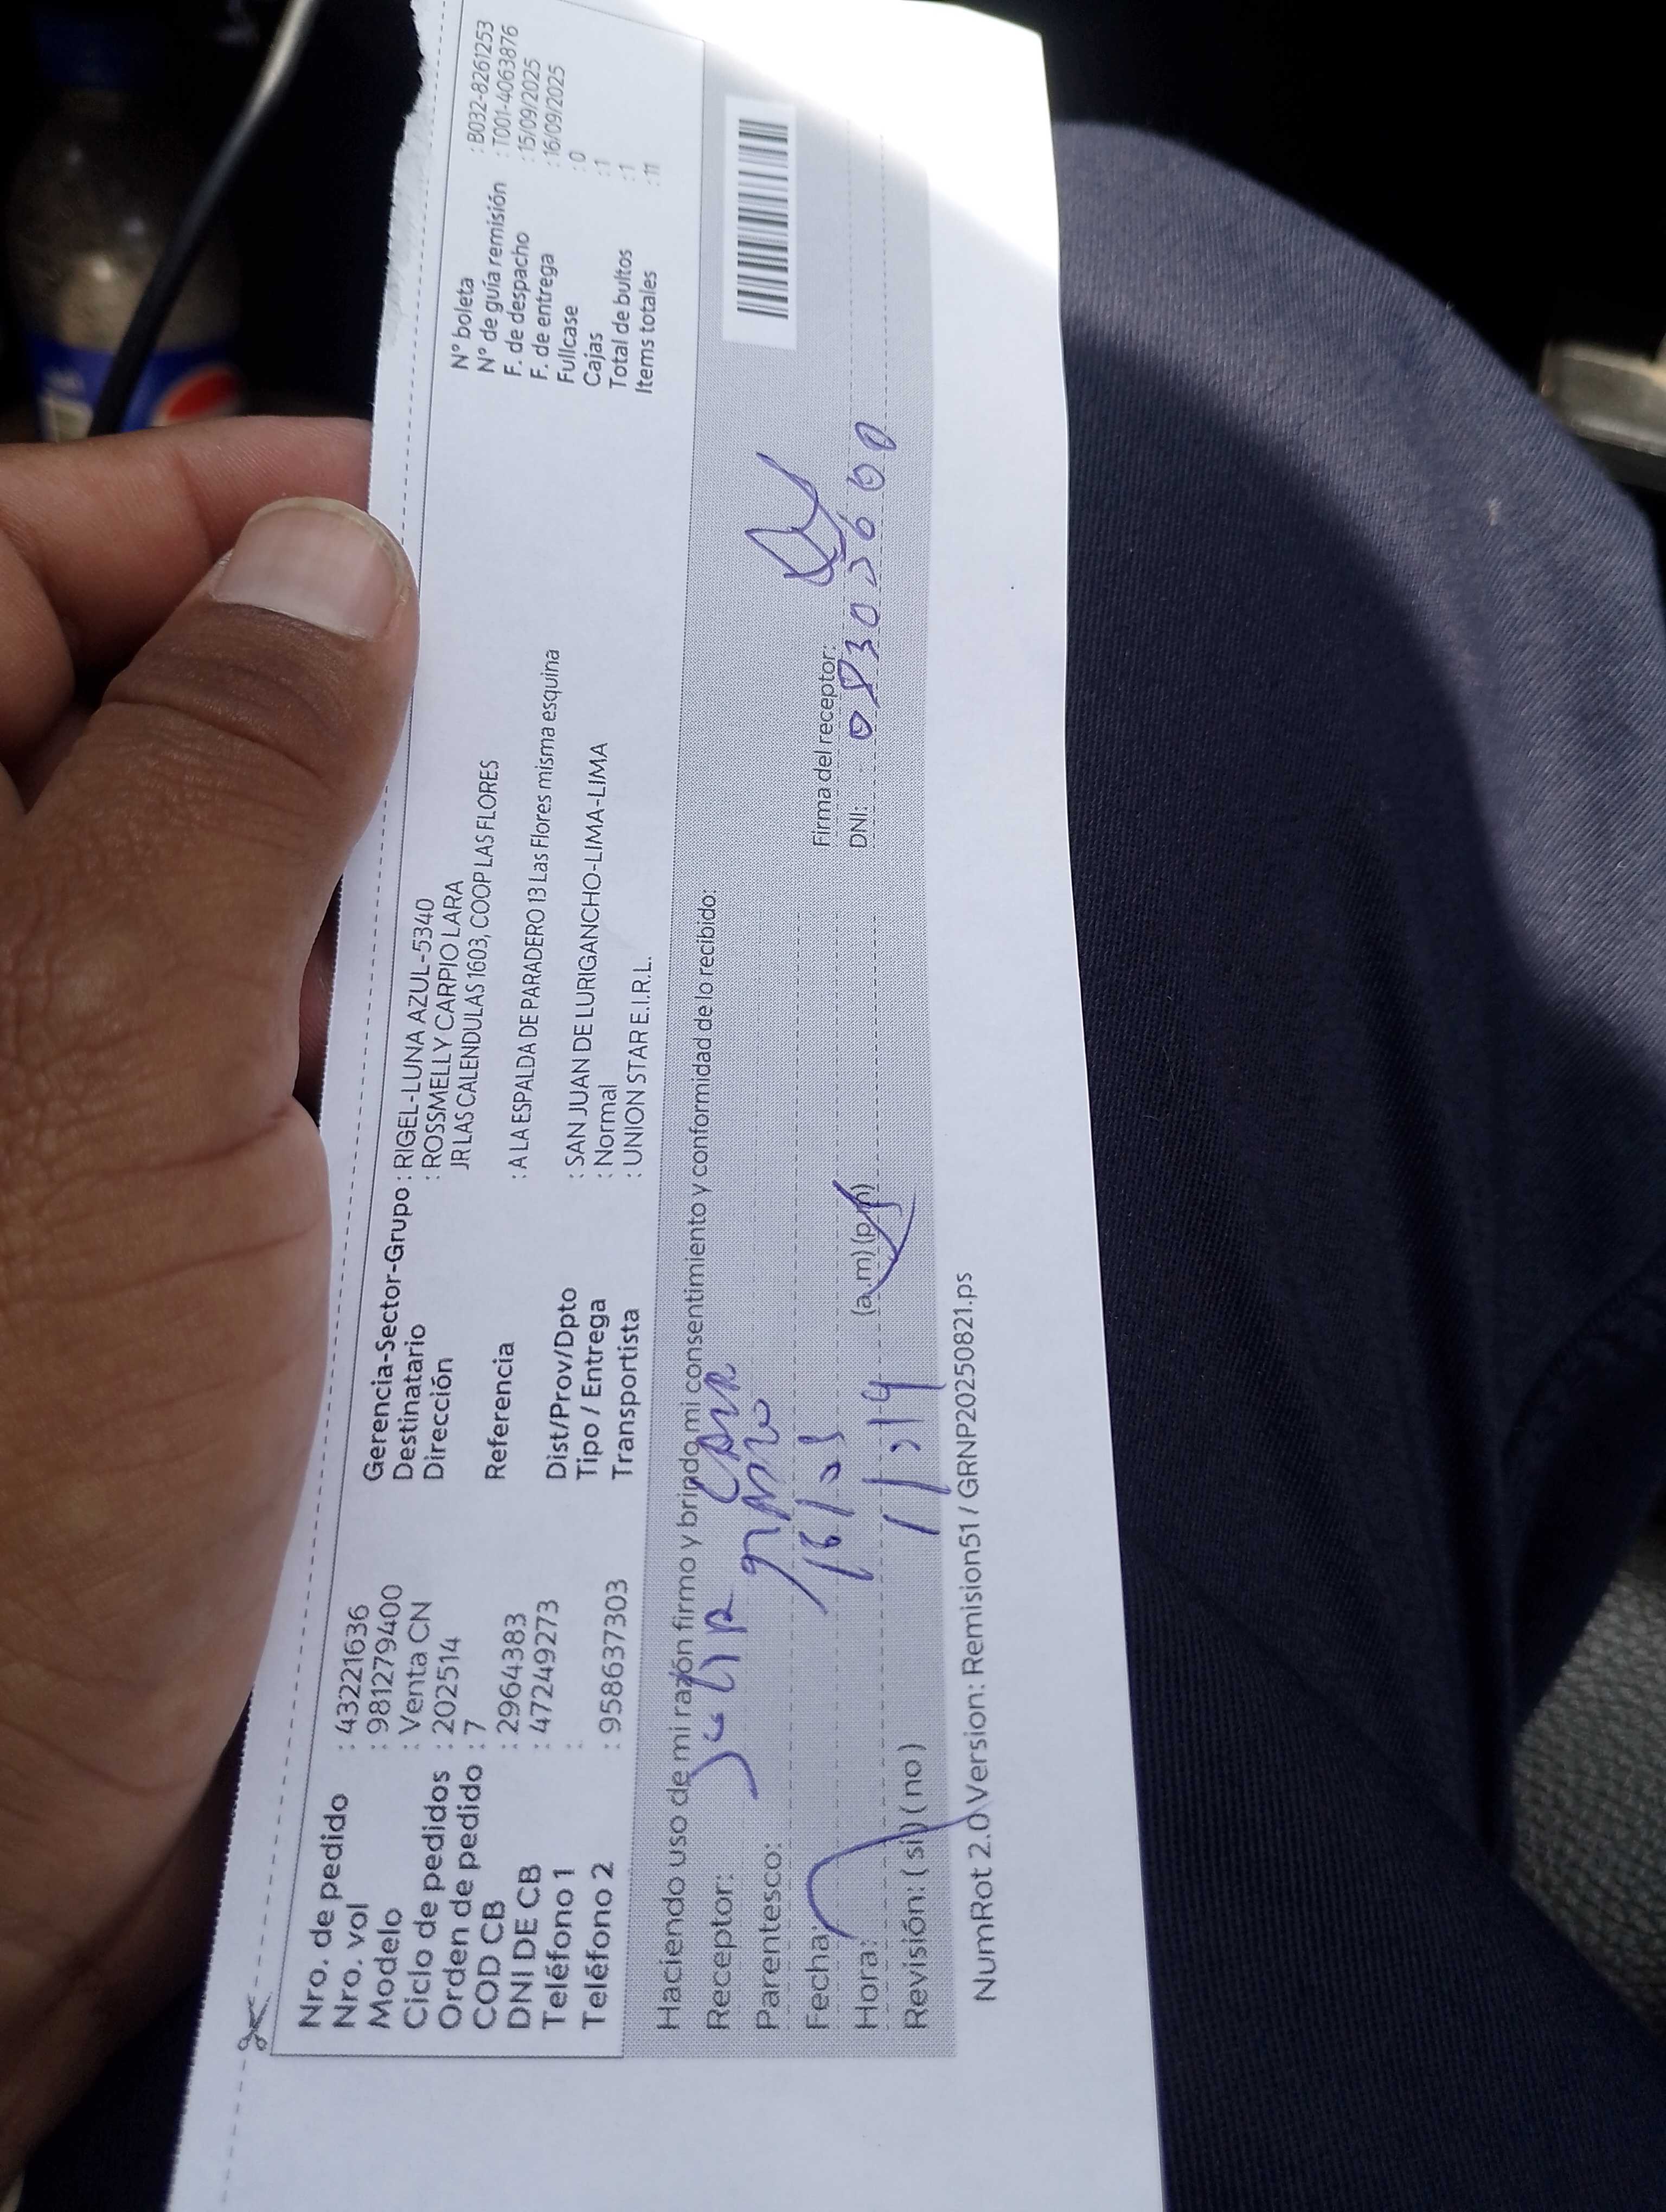 Nro. de pedido : 43221636
Nro. vol : 981279400
Modelo : Venta CN
Ciclo de pedidos : 202514
Orden de pedido : 7
COD CB : 2964383
DNI DE CB : 47249273
Teléfono 1 :
Teléfono 2 : 958637303
Gerencia-Sector-Grupo : RIGEL-LUNA AZUL-5340
Destinatario : ROSSMELLY CARPIO LARA
Dirección JR LAS CALENDULAS 1603, COOP LAS FLORES
Referencia : A LA ESPALDA DE PARADERO 13 Las Flores misma esquina
Dist/Prov/Dpto : SAN JUAN DE LURIGANCHO-LIMA-LIMA
Tipo / Entrega : Normal
Transportista : UNION STAR E.I.R.L.
N° boleta : B032-8261253
N° de guía remisión : T001-4063876
F. de despacho : 15/09/2025
F. de entrega : 16/09/2025
Fullcase : 0
Cajas : 1
Total de bultos : 1
Items totales : 11
Haciendo uso de mi razón firmo y brindo mi consentimiento y conformidad de lo recibido:
Receptor:
Parentesco:
Fecha:
Hora: (a.m) (p.m)
Revisión: ( si ) ( no )
Firma del receptor:
DNI:
NumRot 2.0 Version: Remision51 / GRNP20250821.ps